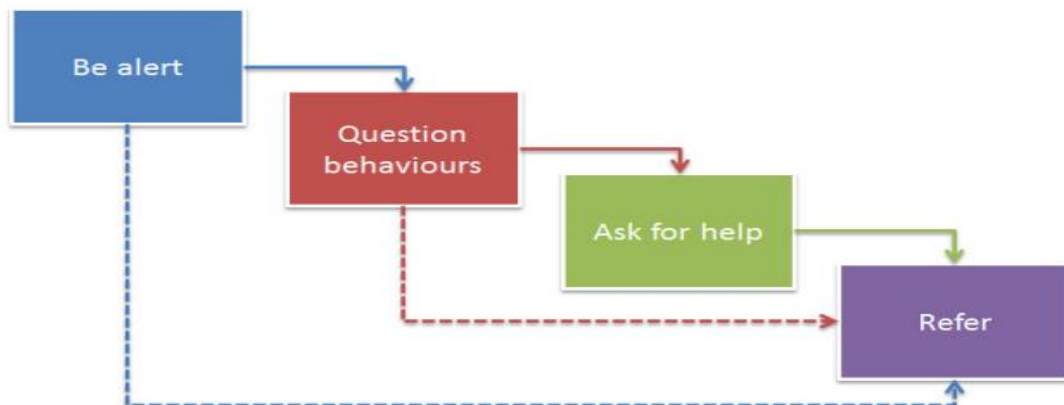 Be alert
Question
behaviours
Ask for help
Refer